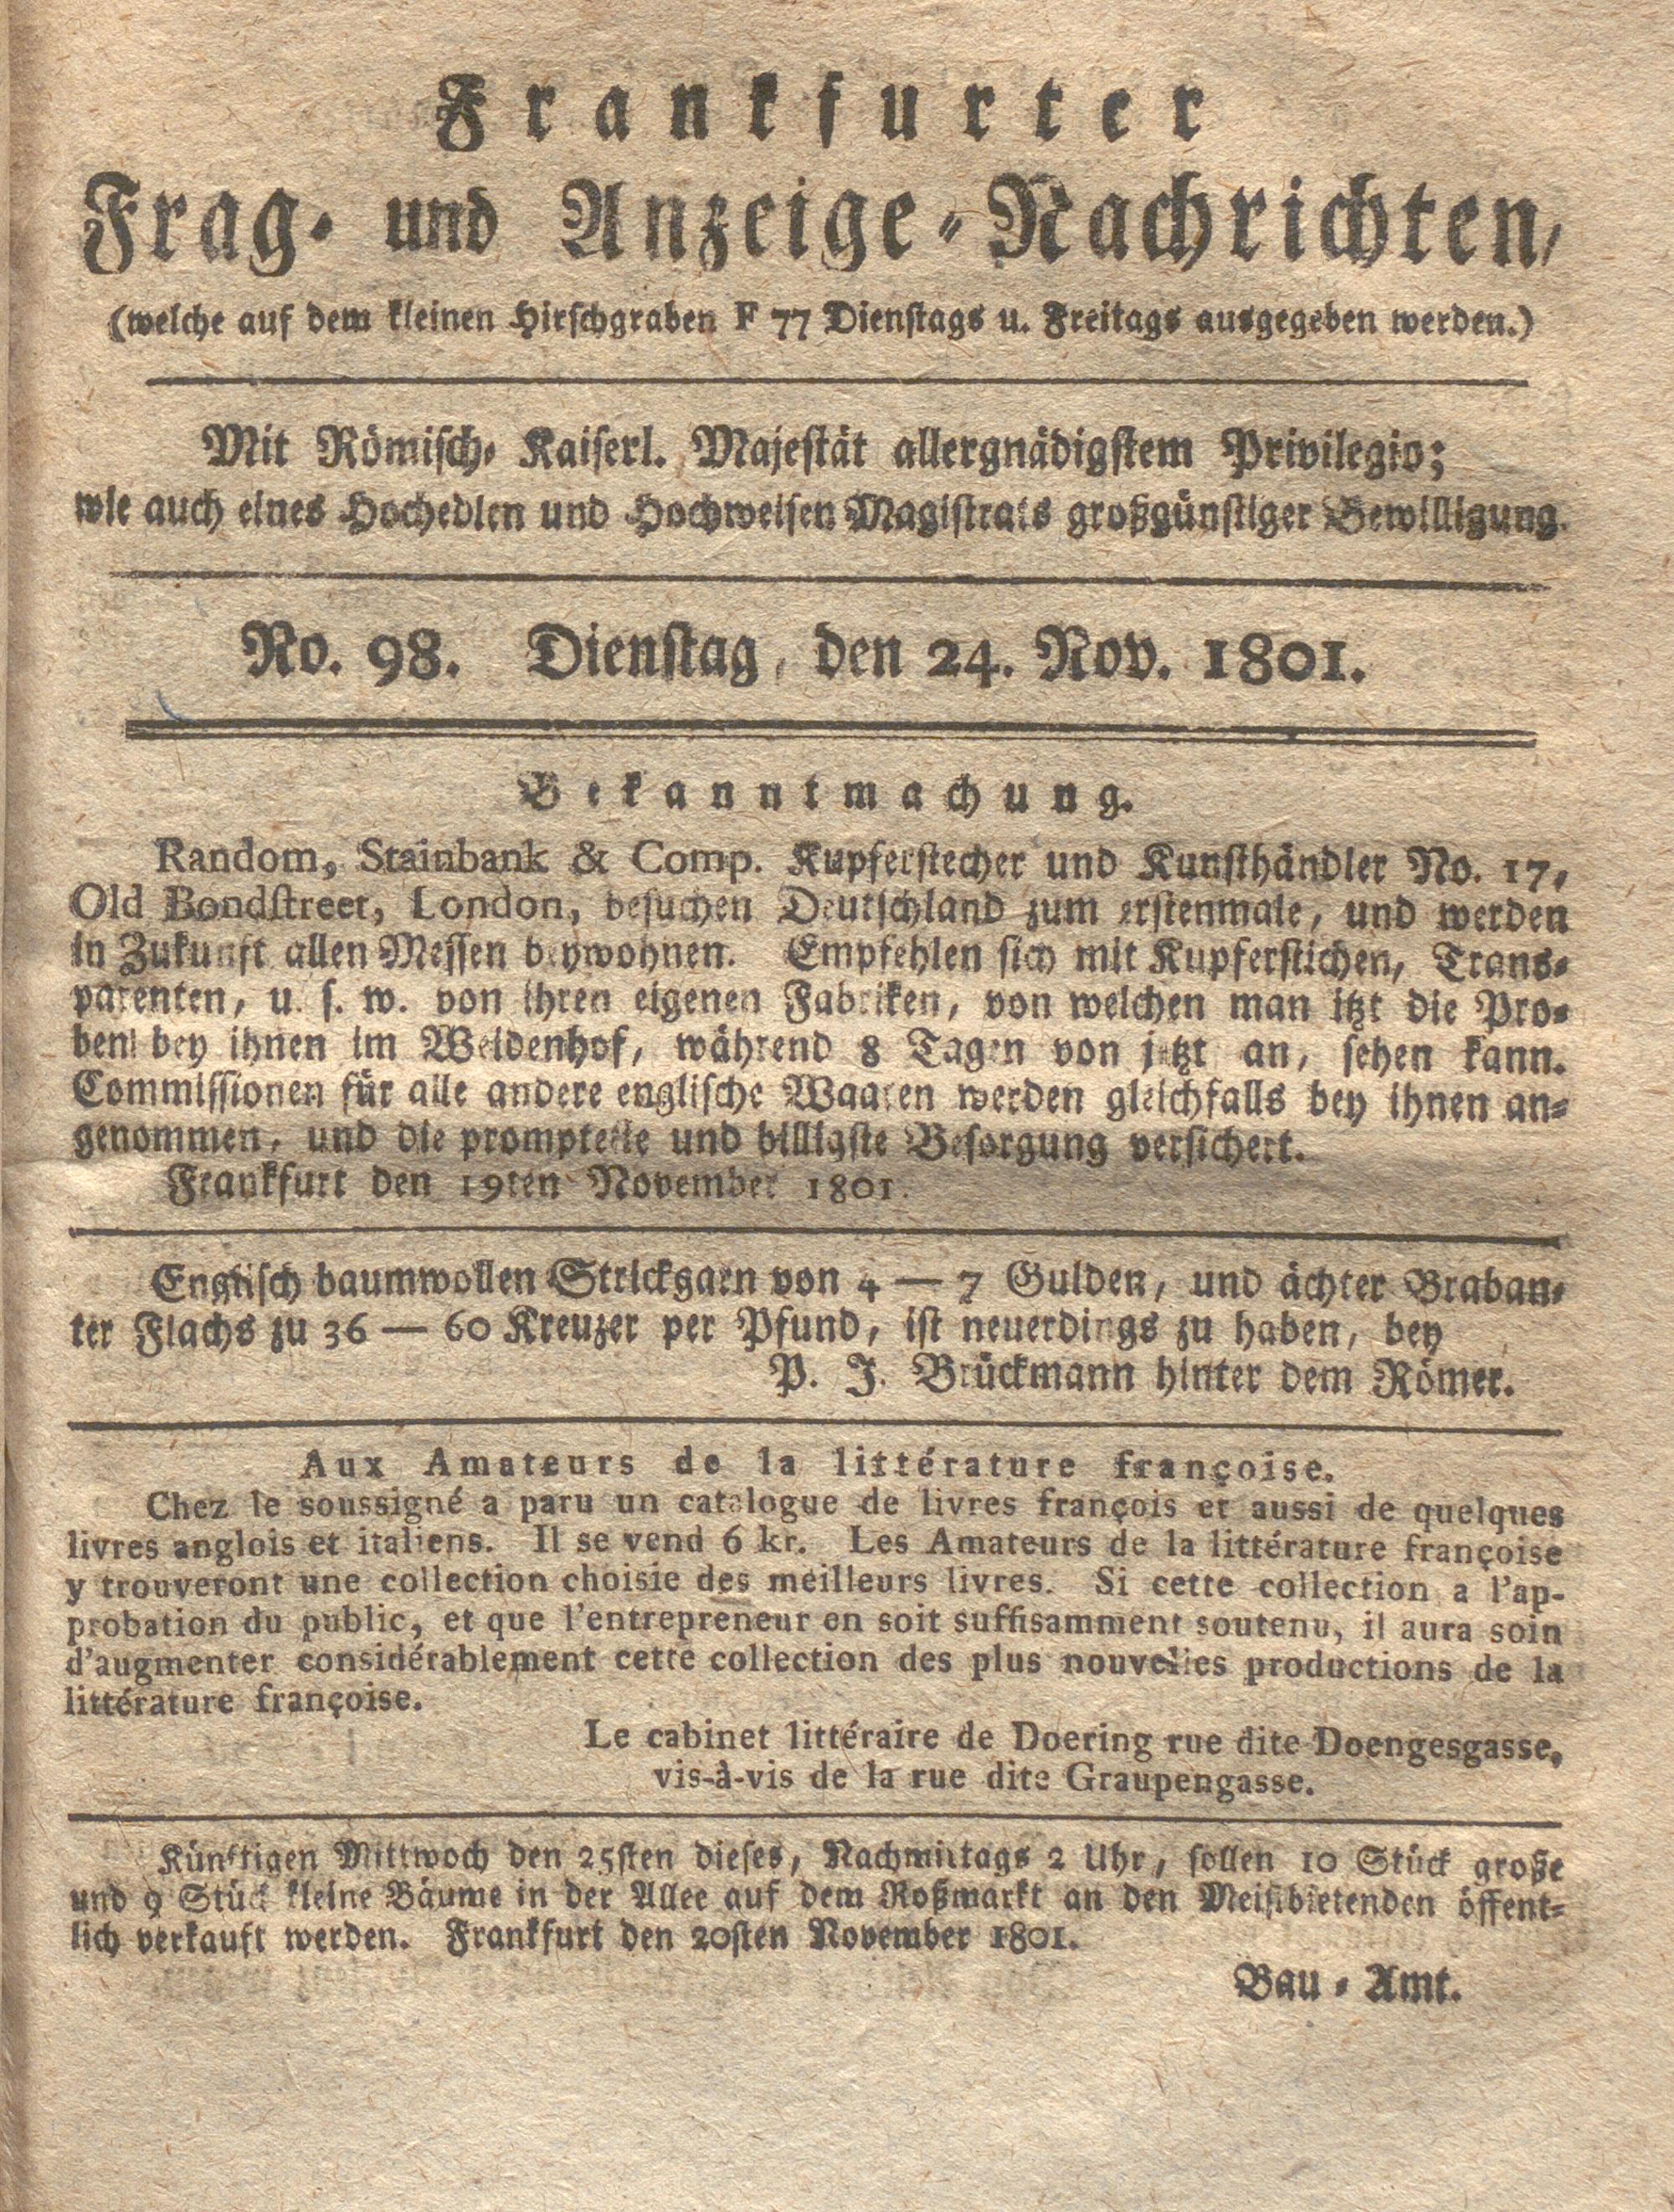 Frankfurter
Frag- und Anzeige-Nachrichten,
(welche auf dem kleinen Hirschgraben F 77 Dienstags u. Freitags ausgegeben werden.)
Mit Römisch- Kaiserl. Majestät allergnädigstem Privilegio;
wie auch eines Hochedlen und Hochweisen Magistrats großgünstiger Bewilligung.
No. 98. Dienstag, den 24. Nov. 1801.
Bekanntmachung.
Random, Stainbank & Comp. Kupferstecher und Kunsthändler No. 17,
Old Bondstreet, London, besuchen Deutschland zum erstenmale, und werden
in Zukunft allen Messen beywohnen. Empfehlen sich mit Kupferstichen, Trans-
parenten, u. s. w. von ihren eigenen Fabriken, von welchen man itzt die Pro-
ben bey ihnen im Weidenhof, während 8 Tagen von jetzt an, sehen kann.
Commissionen für alle andere englische Waaren werden gleichfalls bey ihnen an-
genommen, und die prompteste und billigste Besorgung versichert.
Frankfurt den 19ten November 1801.
Englisch baumwollen Strickgarn von 4 — 7 Gulden, und ächter Braban-
ter Flachs zu 36 — 60 Kreuzer per Pfund, ist neuerdings zu haben, bey
P. J. Brückmann hinter dem Römer.
Aux Amateurs de la littérature françoise.
Chez le soussigné a paru un catalogue de livres françois et aussi de quelques
livres anglois et italiens. Il se vend 6 kr. Les Amateurs de la littérature françoise
y trouveront une collection choisie des meilleurs livres. Si cette collection a l'ap-
probation du public, et que l'entrepreneur en soit suffisamment soutenu, il aura soin
d'augmenter considérablement cette collection des plus nouvelles productions de la
littérature françoise.
Le cabinet littéraire de Doering rue dite Doengesgasse,
vis-à-vis de la rue dite Graupengasse.
Künftigen Mittwoch den 25sten dieses, Nachmittags 2 Uhr, sollen 10 Stück große
und 9 Stück kleine Bäume in der Allee auf dem Roßmarkt an den Meistbietenden öffent-
lich verkauft werden. Frankfurt den 20sten November 1801.
Bau-Amt.